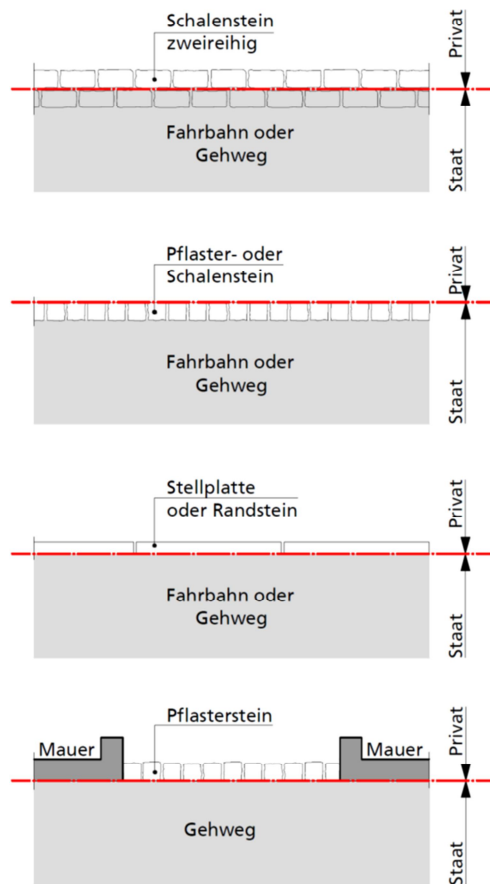 Schalenstein
zweireihig
Privat
Fahrbahn oder
Gehweg
Staat
Pflaster- oder
Schalenstein
Privat
Fahrbahn oder
Gehweg
Staat
Stellplatte
oder Randstein
Privat
Fahrbahn oder
Gehweg
Staat
Pflasterstein
Mauer
Mauer
Privat
Gehweg
Staat